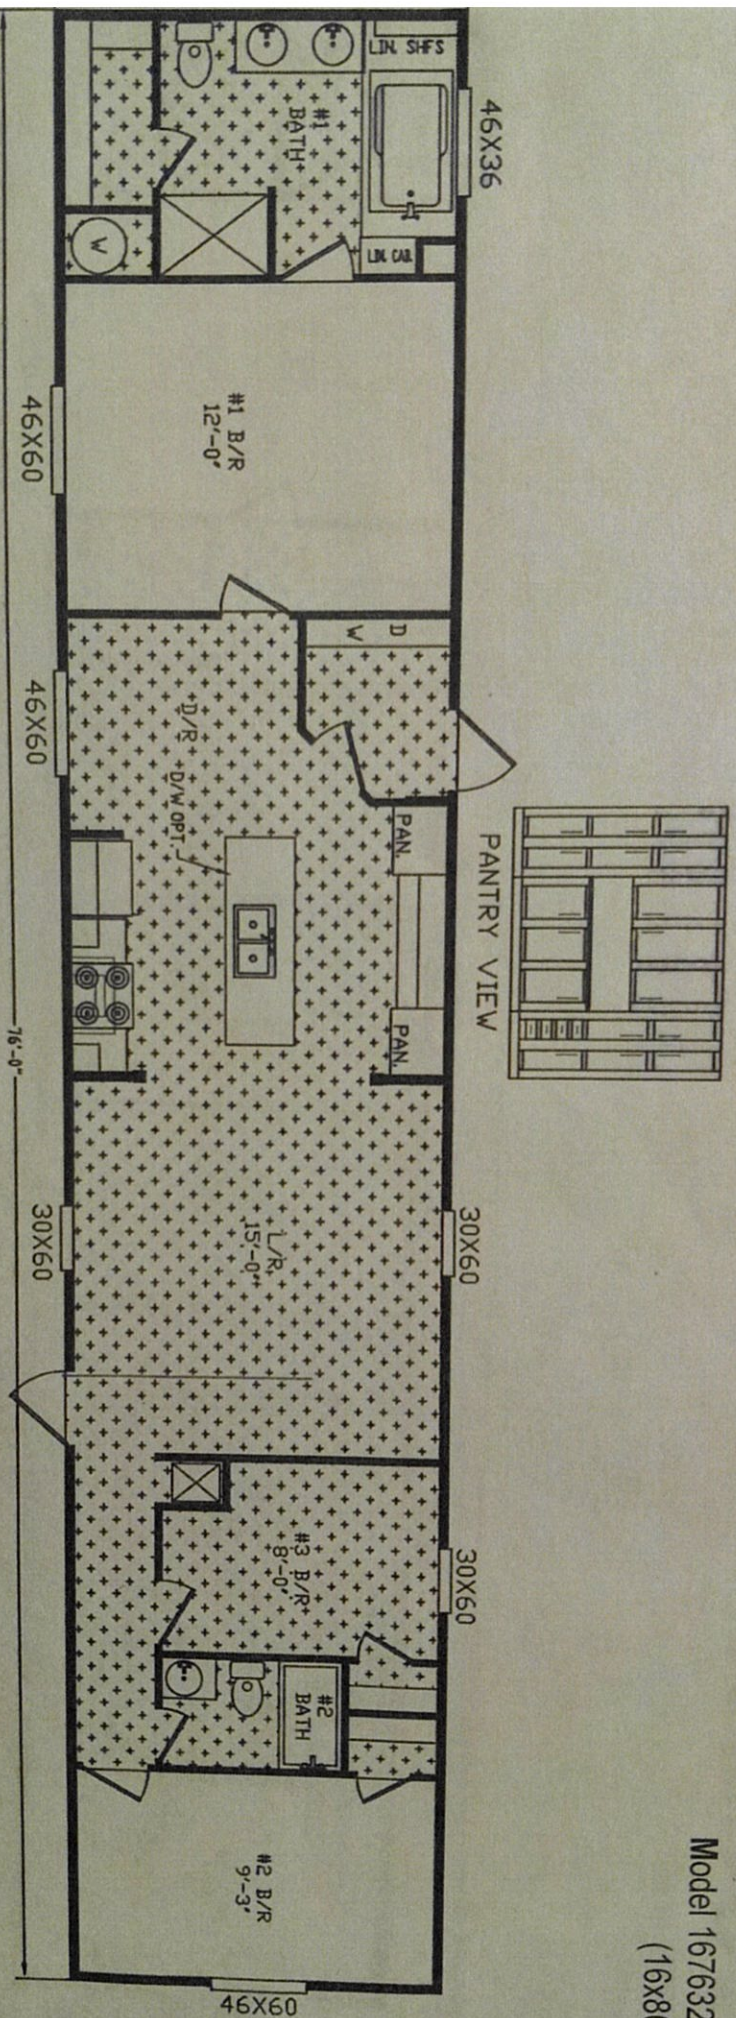 Model 167632
(16x80
46X36
LIN. SHFS
#1
BATH
LIN. CAB.
W
#1 B/R
12'-0"
46X60
D
W
46X60
D/R
D/W OPT.
PAN.
PAN.
PANTRY VIEW
76'-0"
L/R
15'-0"
30X60
30X60
#3 B/R
8'-0"
30X60
#2
BATH
#2 B/R
9'-3"
46X60